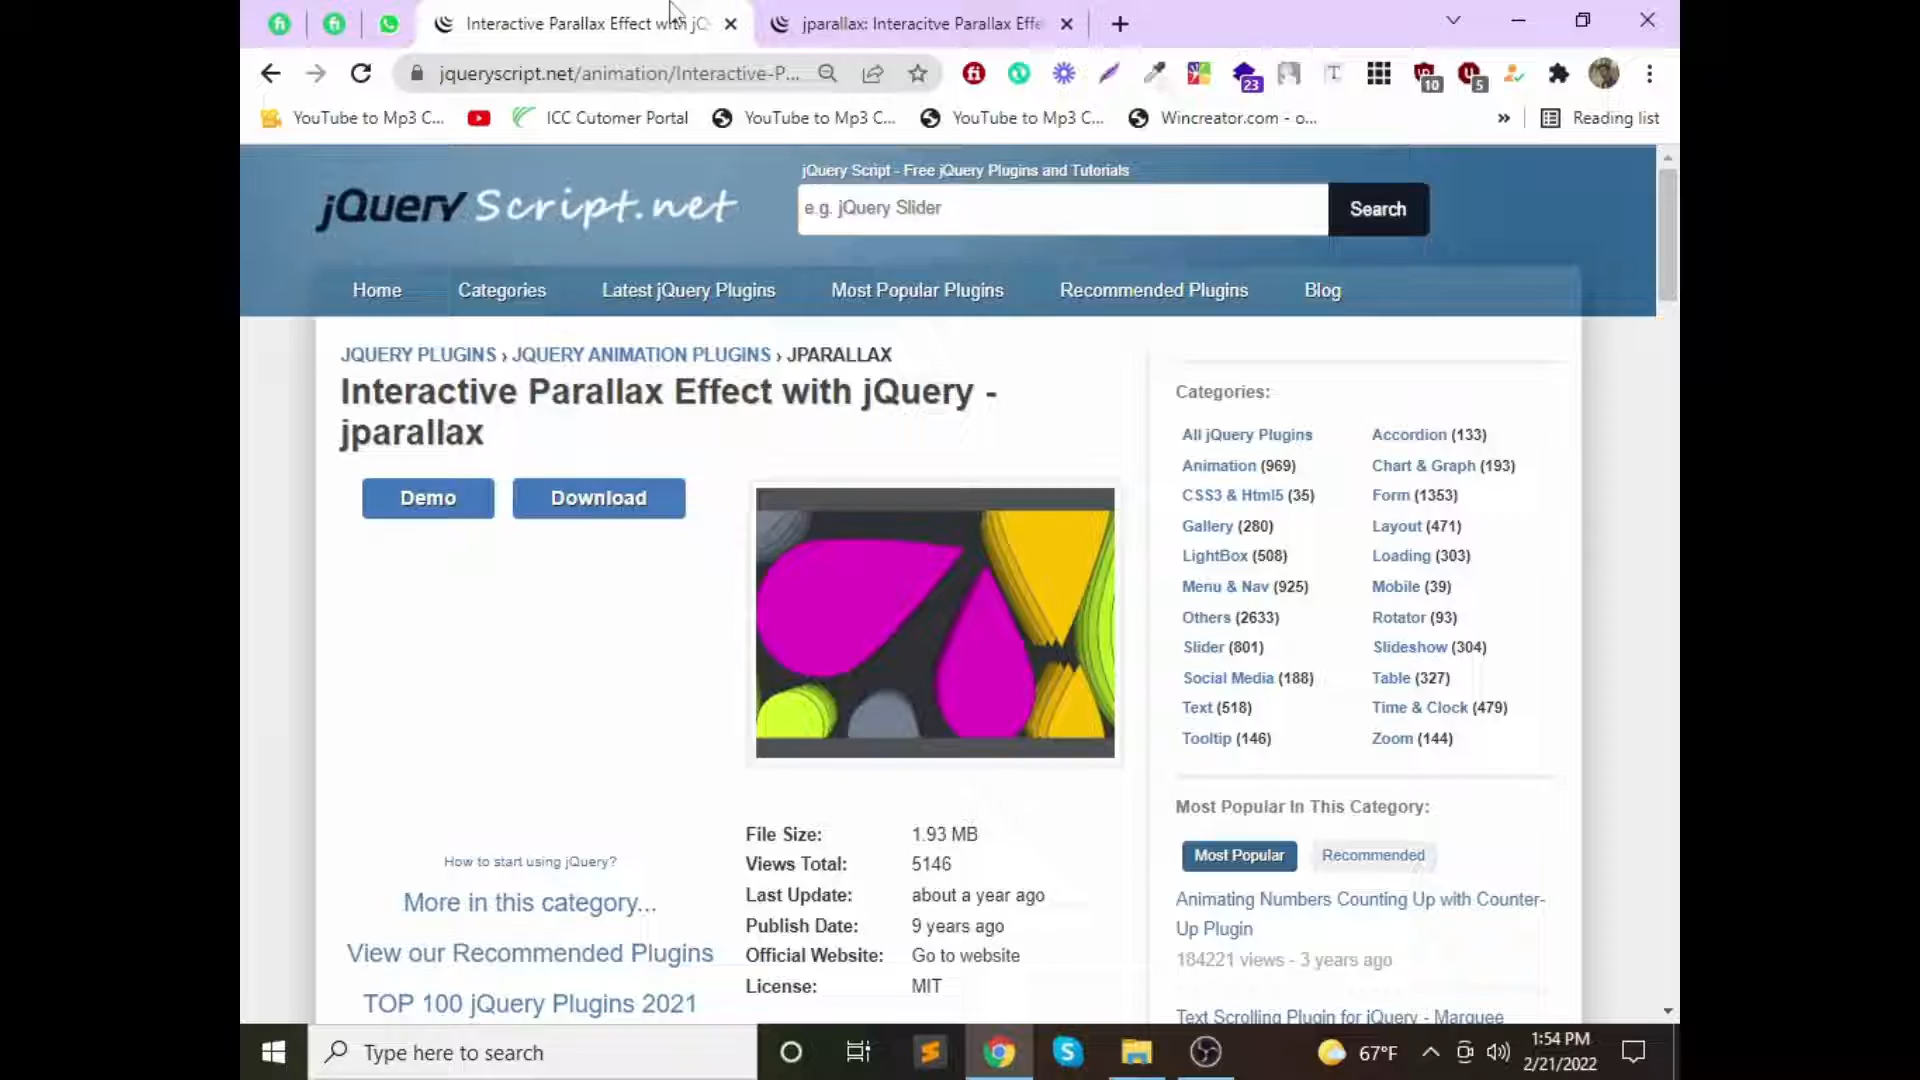 Interactive Parallax Effect with jQ
jparallax: Interacitve Parallax Effe
jqueryscript.net/animation/Interactive-P...
23
10
5
YouTube to Mp3 C...
ICC Cutomer Portal
YouTube to Mp3 C...
YouTube to Mp3 C...
Wincreator.com - o...
»
Reading list
jQuery Script.net
jQuery Script - Free jQuery Plugins and Tutorials
e.g. jQuery Slider
Search
Home
Categories
Latest jQuery Plugins
Most Popular Plugins
Recommended Plugins
Blog
JQUERY PLUGINS › JQUERY ANIMATION PLUGINS › JPARALLAX
Interactive Parallax Effect with jQuery -
jparallax
Demo
Download
How to start using jQuery?
More in this category...
View our Recommended Plugins
TOP 100 jQuery Plugins 2021
File Size: 1.93 MB
Views Total: 5146
Last Update: about a year ago
Publish Date: 9 years ago
Official Website: Go to website
License: MIT
Categories:
All jQuery Plugins
Accordion (133)
Animation (969)
Chart & Graph (193)
CSS3 & Html5 (35)
Form (1353)
Gallery (280)
Layout (471)
LightBox (508)
Loading (303)
Menu & Nav (925)
Mobile (39)
Others (2633)
Rotator (93)
Slider (801)
Slideshow (304)
Social Media (188)
Table (327)
Text (518)
Time & Clock (479)
Tooltip (146)
Zoom (144)
Most Popular In This Category:
Most Popular
Recommended
Animating Numbers Counting Up with Counter-
Up Plugin
184221 views - 3 years ago
Text Scrolling Plugin for jQuery - Marquee
Type here to search
67°F
1:54 PM
2/21/2022